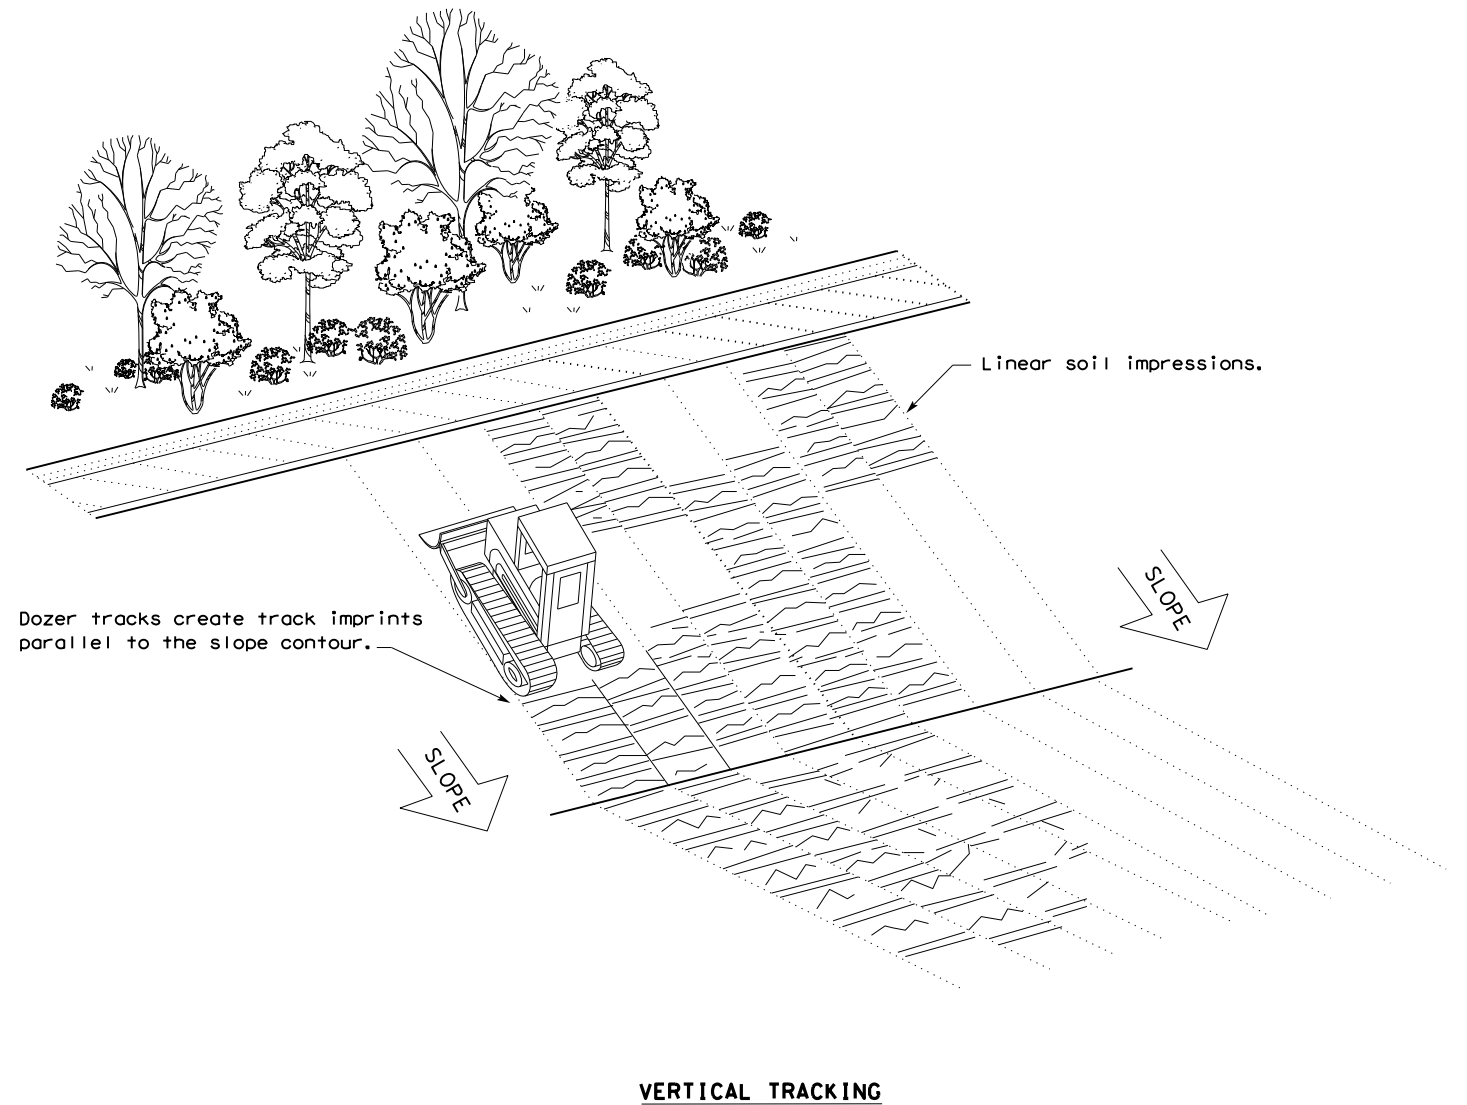 Linear soil impressions.
SLOPE
Dozer tracks create track imprints
parallel to the slope contour.
SLOPE
VERTICAL TRACKING